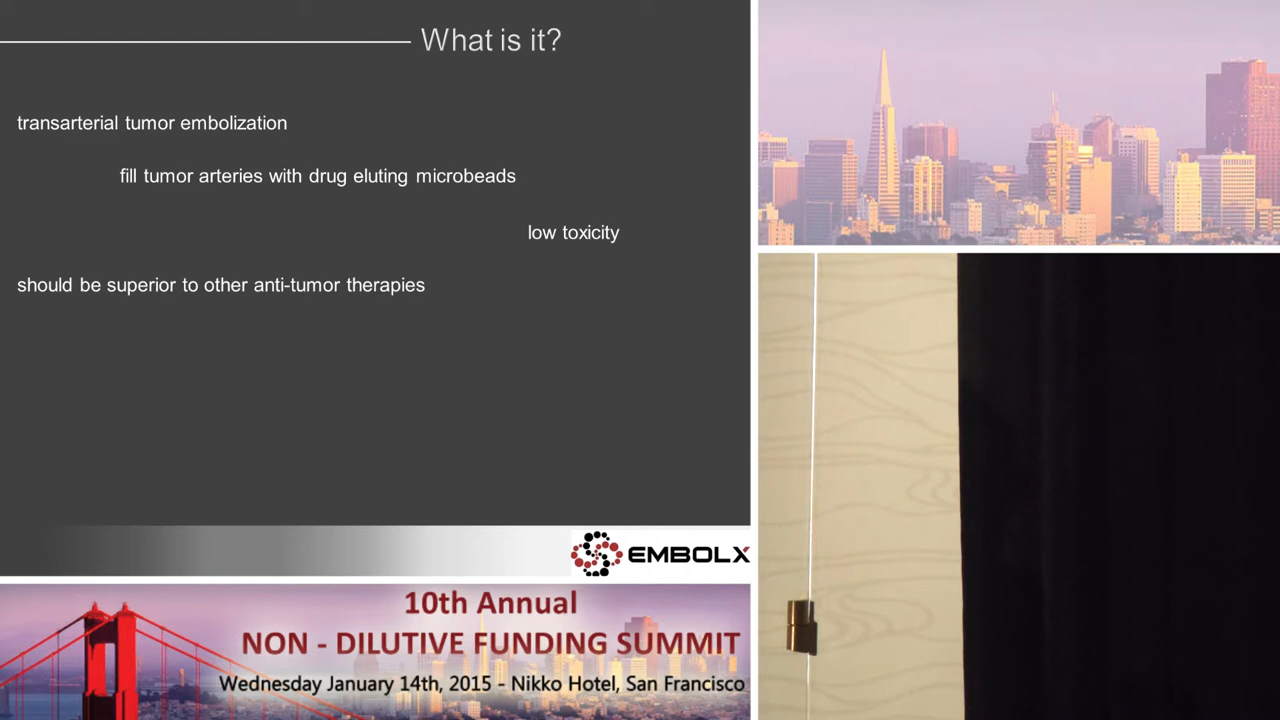 What is it?
transarterial tumor embolization
fill tumor arteries with drug eluting microbeads
low toxicity
should be superior to other anti-tumor therapies
EMBOLX
10th Annual
NON - DILUTIVE FUNDING SUMMIT
Wednesday January 14th, 2015 - Nikko Hotel, San Francisco